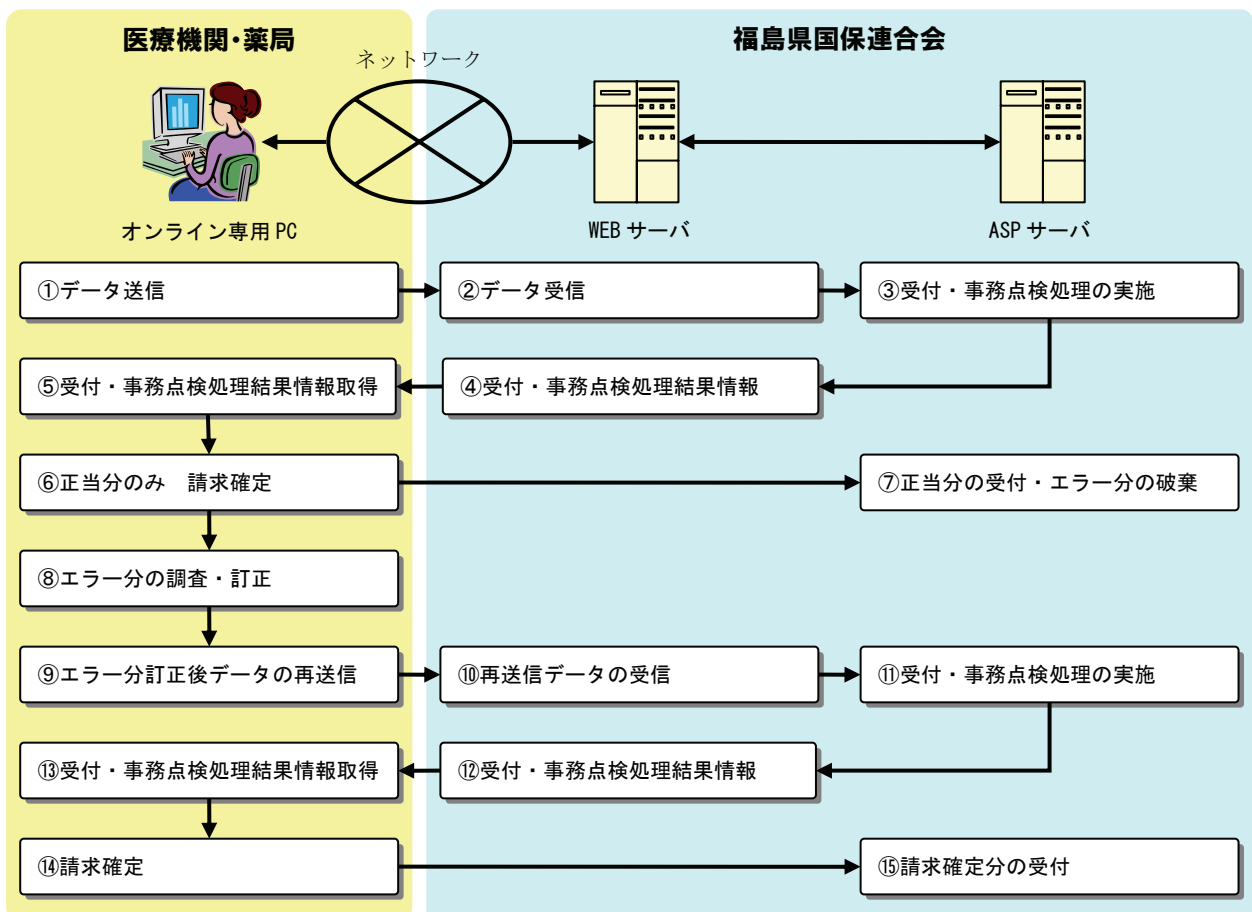 医療機関・薬局
福島県国保連合会
ネットワーク
オンライン専用 PC
WEB サーバ
ASP サーバ
①データ送信
②データ受信
③受付・事務点検処理の実施
⑤受付・事務点検処理結果情報取得
④受付・事務点検処理結果情報
⑥正当分のみ　請求確定
⑦正当分の受付・エラー分の破棄
⑧エラー分の調査・訂正
⑨エラー分訂正後データの再送信
⑩再送信データの受信
⑪受付・事務点検処理の実施
⑬受付・事務点検処理結果情報取得
⑫受付・事務点検処理結果情報
⑭請求確定
⑮請求確定分の受付